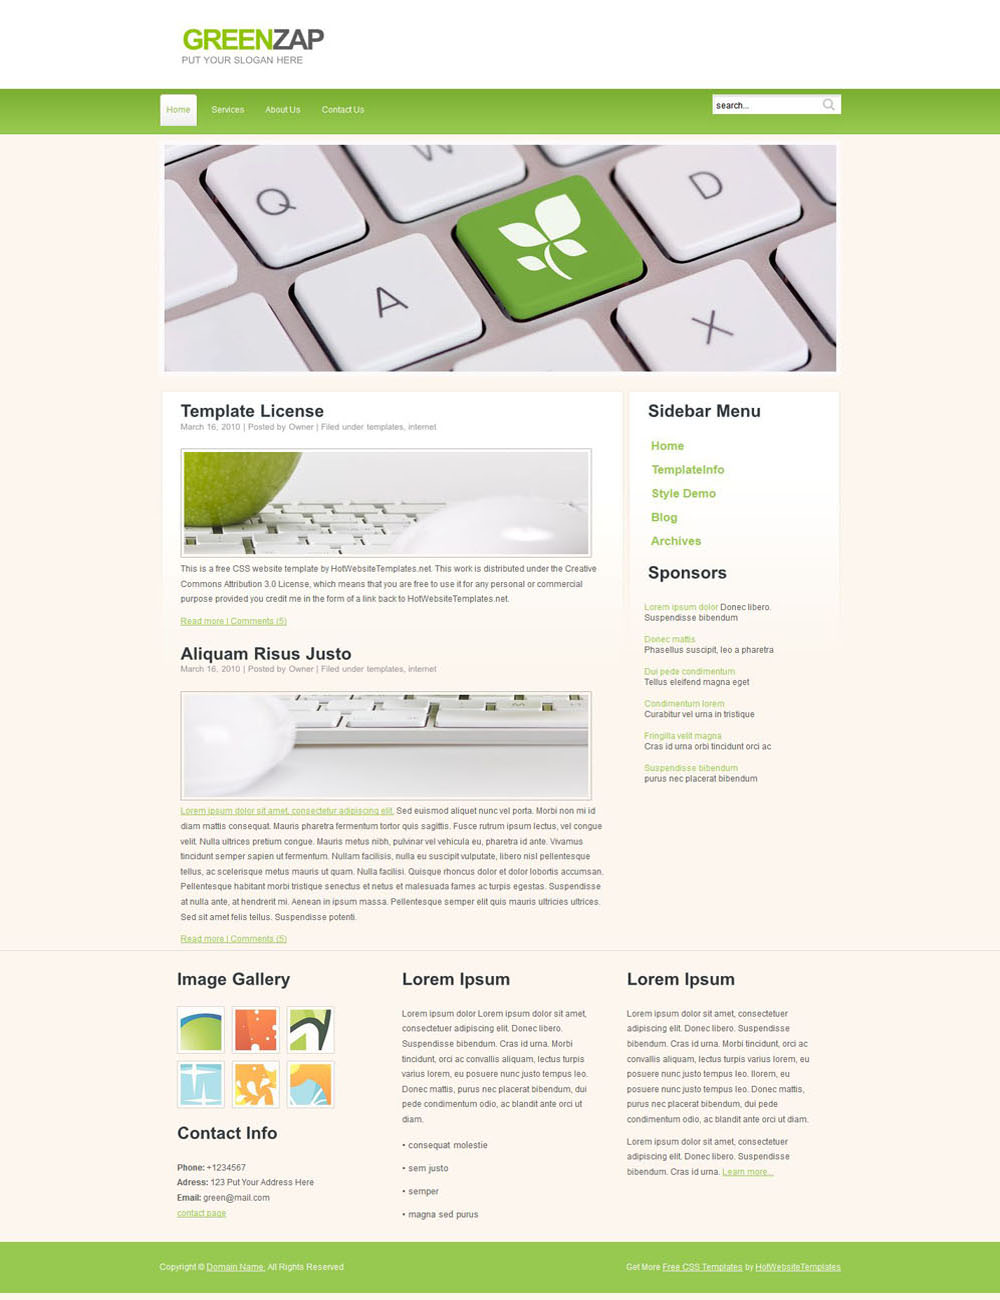 GREENZAP
PUT YOUR SLOGAN HERE
Home Services About Us Contact Us search...
Q W D
A X
Template License
March 16, 2010 | Posted by Owner | Filed under templates, internet
This is a free CSS website template by HotWebsiteTemplates.net. This work is distributed under the Creative
Commons Attribution 3.0 License, which means that you are free to use it for any personal or commercial
purpose provided you credit me in the form of a link back to HotWebsiteTemplates.net.
Read more | Comments (5)
Aliquam Risus Justo
March 16, 2010 | Posted by Owner | Filed under templates, internet
Lorem ipsum dolor sit amet, consectetur adipiscing elit. Sed euismod aliquet nunc vel porta. Morbi non mi id
diam mattis consequat. Mauris pharetra fermentum tortor quis sagittis. Fusce rutrum ipsum lectus, vel congue
velit. Nulla ultrices pretium congue. Mauris metus nibh, pulvinar vel vehicula eu, pharetra id ante. Vivamus
tincidunt semper sapien ut fermentum. Nullam facilisis, nulla eu suscipit vulputate, libero nisl pellentesque
tellus, ac scelerisque metus mauris ut quam. Nulla facilisi. Quisque rhoncus dolor et dolor lobortis accumsan.
Pellentesque habitant morbi tristique senectus et netus et malesuada fames ac turpis egestas. Suspendisse
at nulla ante, at hendrerit mi. Aenean in ipsum massa. Pellentesque semper elit quis mauris ultricies ultrices.
Sed sit amet felis tellus. Suspendisse potenti.
Read more | Comments (5)
Sidebar Menu
Home
TemplateInfo
Style Demo
Blog
Archives
Sponsors
Lorem ipsum dolor Donec libero.
Suspendisse bibendum
Donec mattis
Phasellus suscipit, leo a pharetra
Dui pede condimentum
Tellus eleifend magna eget
Condimentum lorem
Curabitur vel urna in tristique
Fringilla velit magna
Cras id urna orbi tincidunt orci ac
Suspendisse bibendum
purus nec placerat bibendum
Image Gallery
Contact Info
Phone: +1234567
Adress: 123 Put Your Address Here
Email: green@mail.com
contact page
Lorem Ipsum
Lorem ipsum dolor Lorem ipsum dolor sit amet,
consectetuer adipiscing elit. Donec libero.
Suspendisse bibendum. Cras id urna. Morbi
tincidunt, orci ac convallis aliquam, lectus turpis
varius lorem, eu posuere nunc justo tempus leo.
Donec mattis, purus nec placerat bibendum, dui
pede condimentum odio, ac blandit ante orci ut
diam.
• consequat molestie
• sem justo
• semper
• magna sed purus
Lorem Ipsum
Lorem ipsum dolor sit amet, consectetuer
adipiscing elit. Donec libero. Suspendisse
bibendum. Cras id urna. Morbi tincidunt, orci ac
convallis aliquam, lectus turpis varius lorem, eu
posuere nunc justo tempus leo. llorem, eu
posuere nunc justo tempus leo. Donec mattis,
purus nec placerat bibendum, dui pede
condimentum odio, ac blandit ante orci ut diam.
Lorem ipsum dolor sit amet, consectetuer
adipiscing elit. Donec libero. Suspendisse
bibendum. Cras id urna. Learn more...
Copyright © Domain Name. All Rights Reserved
Get More Free CSS Templates by HotWebsiteTemplates